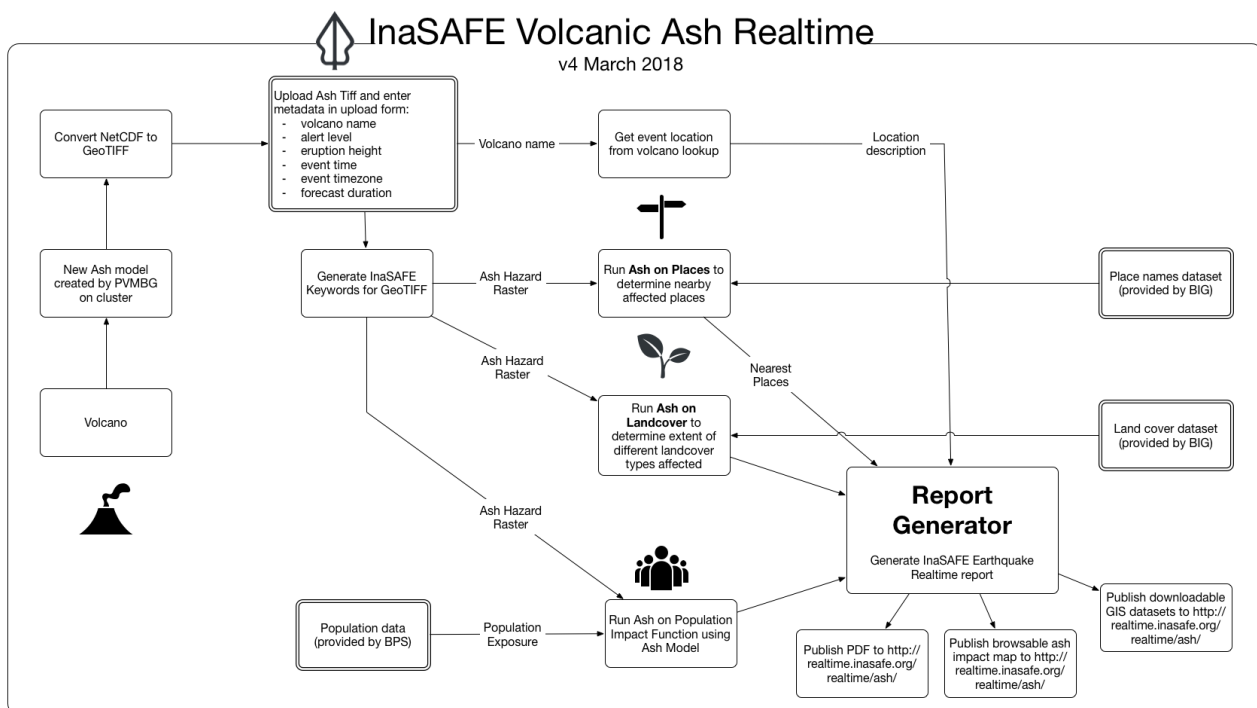 InaSAFE Volcanic Ash Realtime
v4 March 2018
Convert NetCDF to
GeoTIFF
Upload Ash Tiff and enter
metadata in upload form:
- volcano name
- alert level
- eruption height
- event time
- event timezone
- forecast duration
Volcano name
Get event location
from volcano lookup
Location
description
New Ash model
created by PVMBG
on cluster
Generate InaSAFE
Keywords for GeoTIFF
Ash Hazard
Raster
Run Ash on Places to
determine nearby
affected places
Place names dataset
(provided by BIG)
Ash Hazard
Raster
Nearest
Places
Volcano
Run Ash on
Landcover to
determine extent of
different landcover
types affected
Land cover dataset
(provided by BIG)
Ash Hazard
Raster
Report
Generator
Generate InaSAFE Earthquake
Realtime report
Population data
(provided by BPS)
Population
Exposure
Run Ash on Population
Impact Function using
Ash Model
Publish PDF to http://
realtime.inasafe.org/
realtime/ash/
Publish browsable ash
impact map to http://
realtime.inasafe.org/
realtime/ash/
Publish downloadable
GIS datasets to http://
realtime.inasafe.org/
realtime/ash/